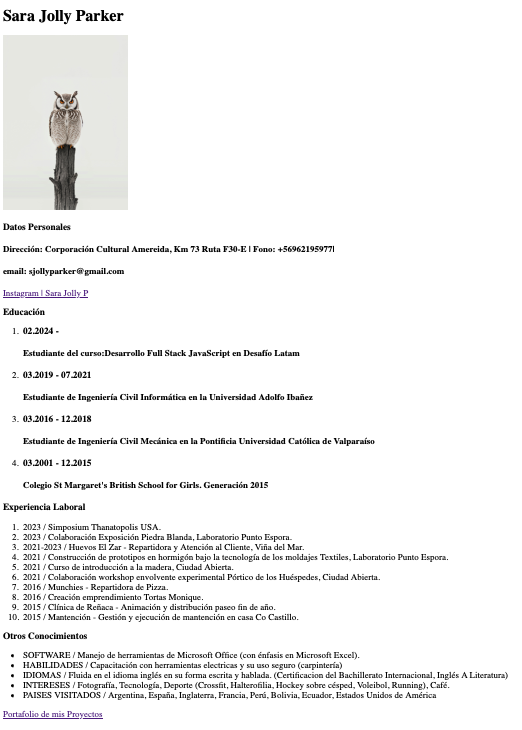 Sara Jolly Parker
Datos Personales
Dirección: Corporación Cultural Amereida, Km 73 Ruta F30-E | Fono: +56962195977|
email: sjollyparker@gmail.com
Instagram | Sara Jolly P
Educación
1. 02.2024 -
Estudiante del curso:Desarrollo Full Stack JavaScript en Desafío Latam
2. 03.2019 - 07.2021
Estudiante de Ingeniería Civil Informática en la Universidad Adolfo Ibañez
3. 03.2016 - 12.2018
Estudiante de Ingeniería Civil Mecánica en la Pontificia Universidad Católica de Valparaíso
4. 03.2001 - 12.2015
Colegio St Margaret's British School for Girls. Generación 2015
Experiencia Laboral
1. 2023 / Simposium Thanatopolis USA.
2. 2023 / Colaboración Exposición Piedra Blanda, Laboratorio Punto Espora.
3. 2021-2023 / Huevos El Zar - Repartidora y Atención al Cliente, Viña del Mar.
4. 2021 / Construcción de prototipos en hormigón bajo la tecnología de los moldajes Textiles, Laboratorio Punto Espora.
5. 2021 / Curso de introducción a la madera, Ciudad Abierta.
6. 2021 / Colaboración workshop envolvente experimental Pórtico de los Huéspedes, Ciudad Abierta.
7. 2016 / Munchies - Repartidora de Pizza.
8. 2016 / Creación emprendimiento Tortas Monique.
9. 2015 / Clínica de Reñaca - Animación y distribución paseo fin de año.
10. 2015 / Mantención - Gestión y ejecución de mantención en casa Co Castillo.
Otros Conocimientos
• SOFTWARE / Manejo de herramientas de Microsoft Office (con énfasis en Microsoft Excel).
• HABILIDADES / Capacitación con herramientas electricas y su uso seguro (carpintería)
• IDIOMAS / Fluida en el idioma inglés en su forma escrita y hablada. (Certificacion del Bachillerato Internacional, Inglés A Literatura)
• INTERESES / Fotografía, Tecnología, Deporte (Crossfit, Halterofilia, Hockey sobre césped, Voleibol, Running), Café.
• PAISES VISITADOS / Argentina, España, Inglaterra, Francia, Perú, Bolivia, Ecuador, Estados Unidos de América
Portafolio de mis Proyectos